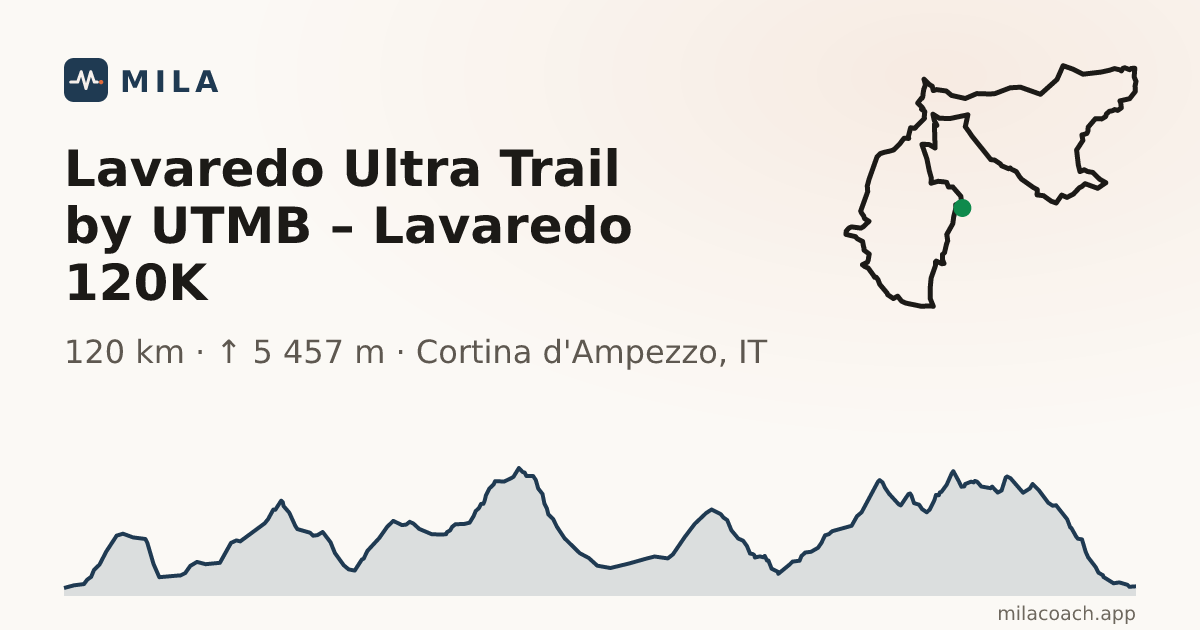 MILA
Lavaredo Ultra Trail
by UTMB – Lavaredo
120K
120 km · ↑ 5 457 m · Cortina d'Ampezzo, IT
milacoach.app